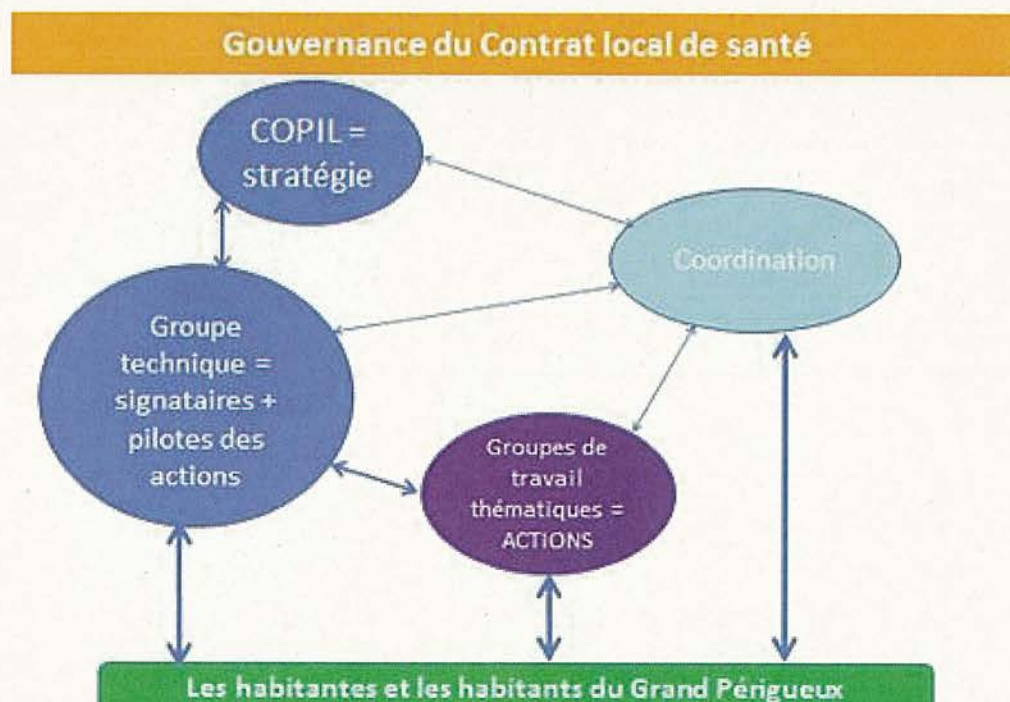 Gouvernance du Contrat local de santé
COPIL =
stratégie
Coordination
Groupe
technique =
signataires +
pilotes des
actions
Groupes de
travail
thématiques =
ACTIONS
Les habitantes et les habitants du Grand Périgueux